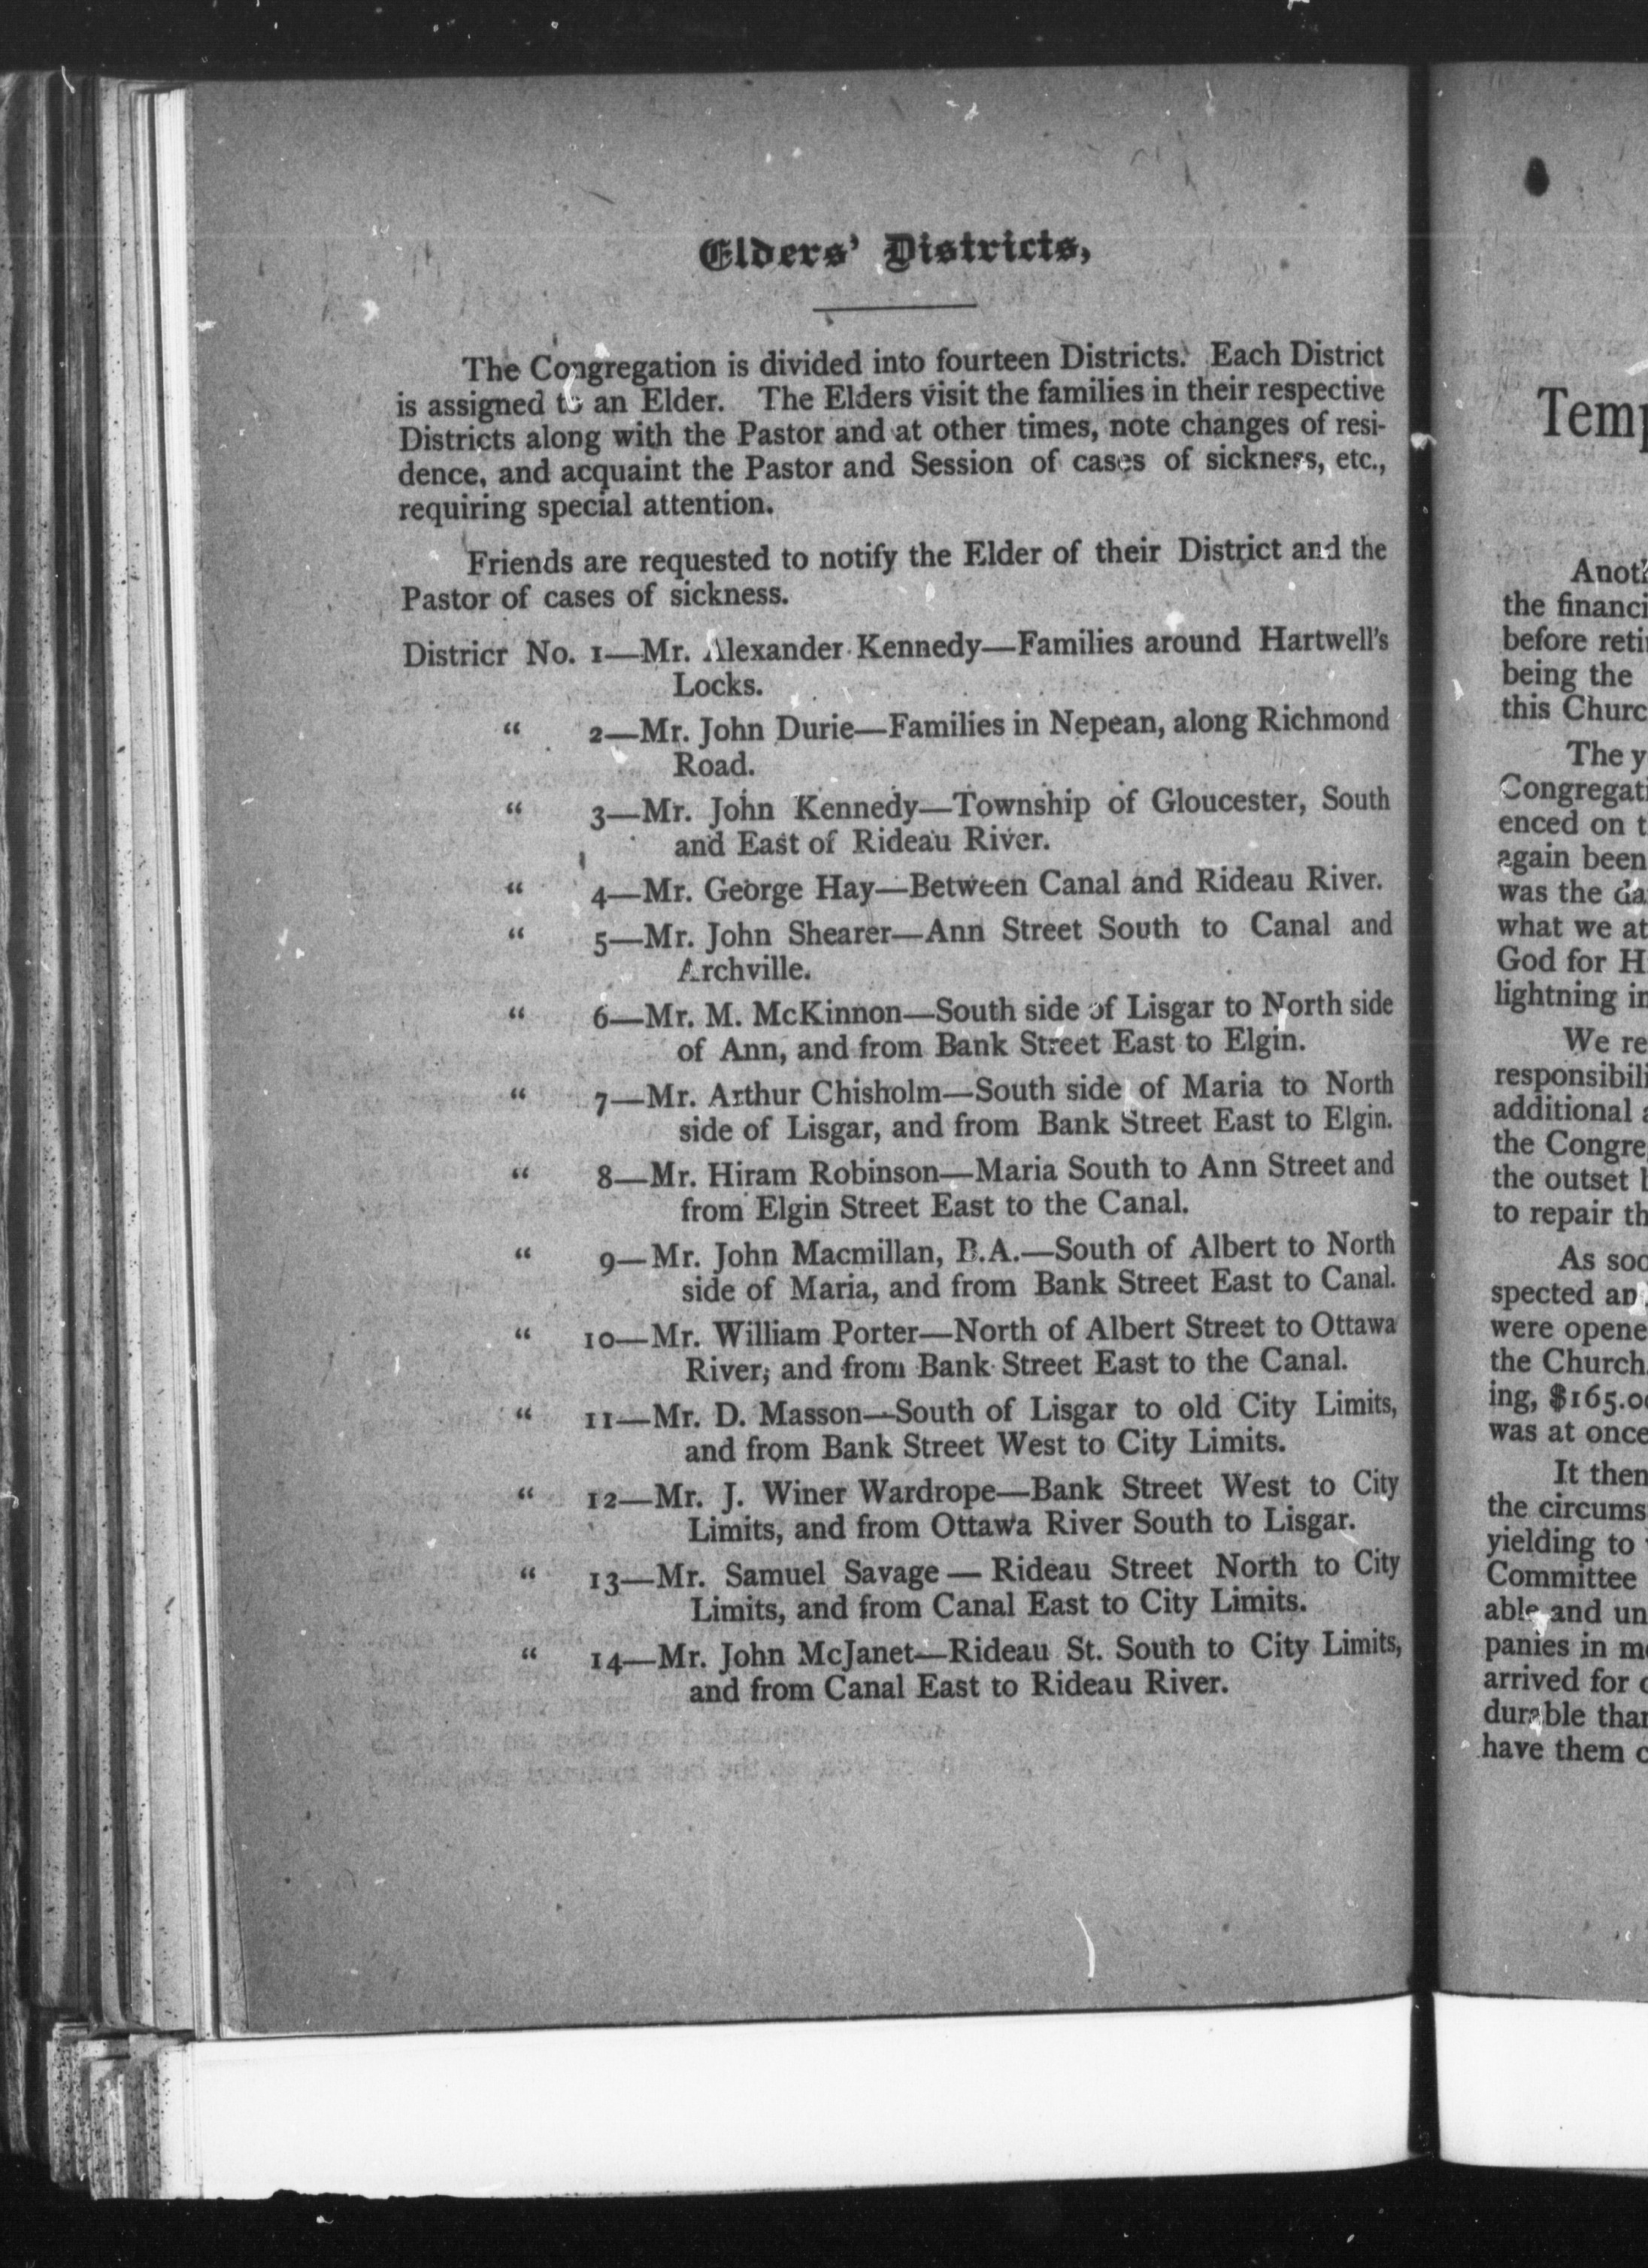 Elders' Districts,
The Congregation is divided into fourteen Districts. Each District
is assigned to an Elder. The Elders visit the families in their respective
Districts along with the Pastor and at other times, note changes of resi-
dence, and acquaint the Pastor and Session of cases of sickness, etc.,
requiring special attention.
Friends are requested to notify the Elder of their District and the
Pastor of cases of sickness.
Districr No. 1—Mr. Alexander Kennedy—Families around Hartwell's
Locks.
“ 2—Mr. John Durie—Families in Nepean, along Richmond
Road.
“ 3—Mr. John Kennedy—Township of Gloucester, South
and East of Rideau River.
“ 4—Mr. George Hay—Between Canal and Rideau River.
“ 5—Mr. John Shearer—Ann Street South to Canal and
Archville.
“ 6—Mr. M. McKinnon—South side of Lisgar to North side
of Ann, and from Bank Street East to Elgin.
“ 7—Mr. Arthur Chisholm—South side of Maria to North
side of Lisgar, and from Bank Street East to Elgin.
“ 8—Mr. Hiram Robinson—Maria South to Ann Street and
from Elgin Street East to the Canal.
“ 9—Mr. John Macmillan, B.A.—South of Albert to North
side of Maria, and from Bank Street East to Canal.
“ 10—Mr. William Porter—North of Albert Street to Ottawa
River, and from Bank Street East to the Canal.
“ 11—Mr. D. Masson—South of Lisgar to old City Limits,
and from Bank Street West to City Limits.
“ 12—Mr. J. Winer Wardrope—Bank Street West to City
Limits, and from Ottawa River South to Lisgar.
“ 13—Mr. Samuel Savage — Rideau Street North to City
Limits, and from Canal East to City Limits.
“ 14—Mr. John McJanet—Rideau St. South to City Limits,
and from Canal East to Rideau River.
Tem
Anoth
the financi
before reti
being the
this Churc
The y
Congregati
enced on t
again been
was the da
what we at
God for H
lightning in
We re
responsibili
additional a
the Congre
the outset
to repair th
As soo
spected an
were opene
the Church
ing, $165.00
was at once
It then
the circums
yielding to
Committee
able and un
panies in m
arrived for
durable than
have them